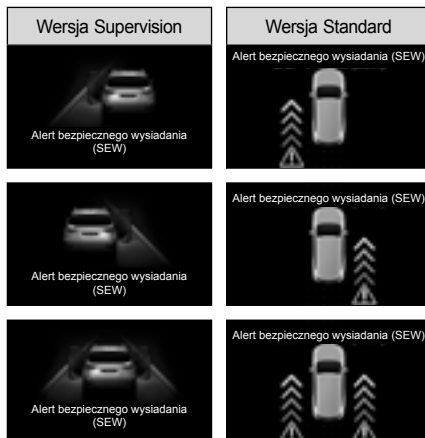 Wersja Supervision
Wersja Standard
Alert bezpiecznego wysiadania
(SEW)
Alert bezpiecznego wysiadania (SEW)
Alert bezpiecznego wysiadania
(SEW)
Alert bezpiecznego wysiadania (SEW)
Alert bezpiecznego wysiadania
(SEW)
Alert bezpiecznego wysiadania (SEW)